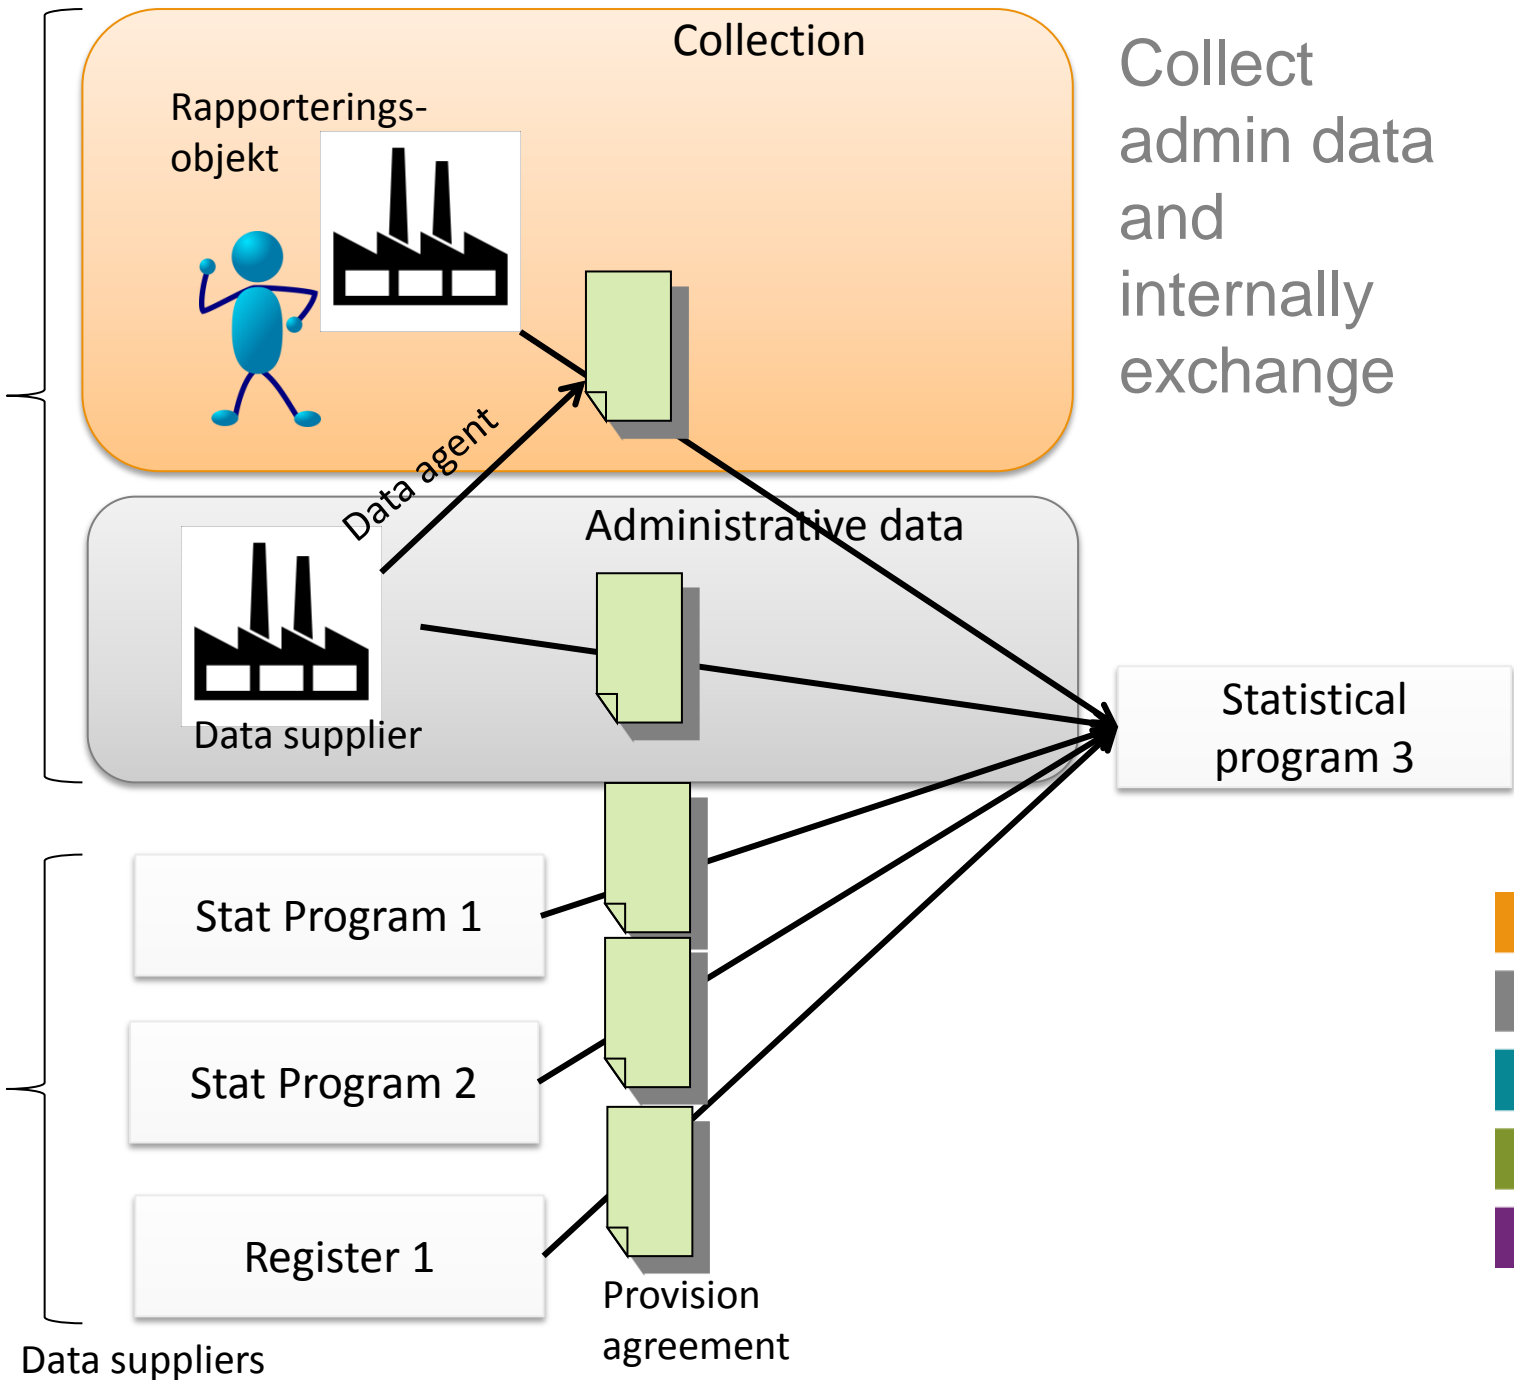 Collection
Collect
admin data
and
internally
exchange
Rapporterings-
objekt
Data agent
Administrative data
Data supplier
Statistical
program 3
Stat Program 1
Stat Program 2
Register 1
Provision
agreement
Data suppliers